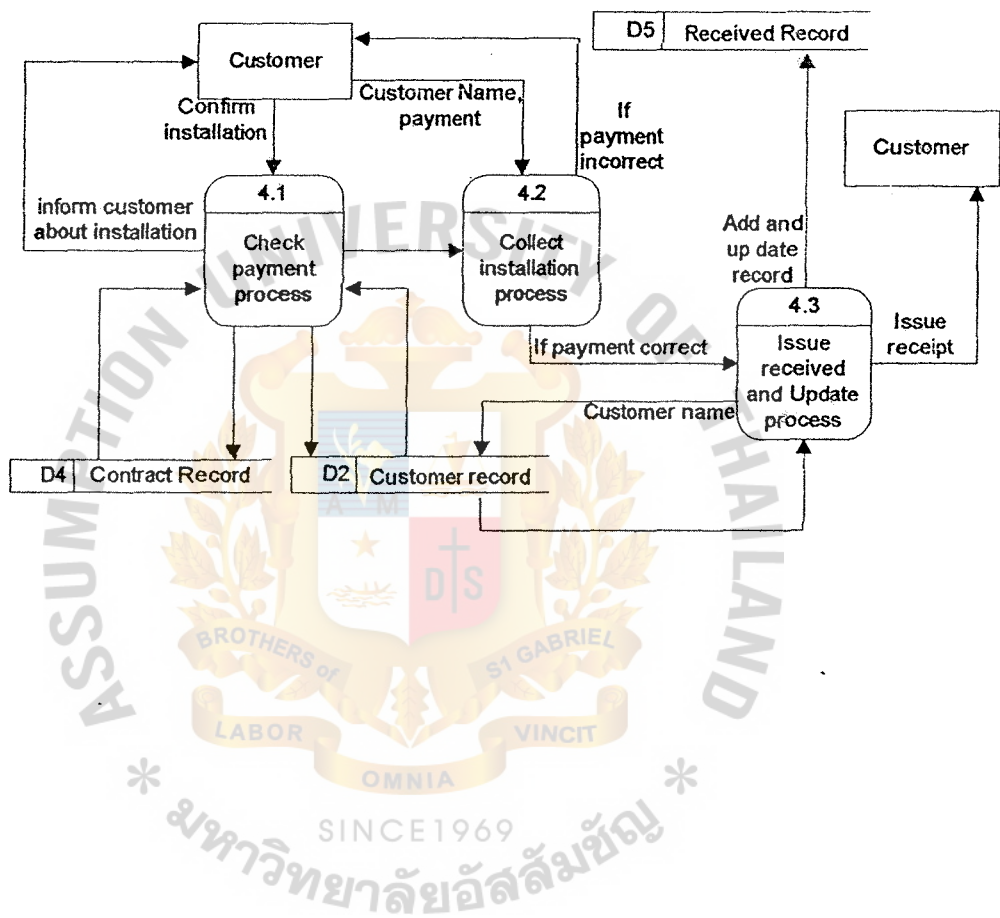 D5 Received Record
Customer
Confirm
installation
Customer Name,
payment
If
payment
incorrect
Customer
4.1
Check
payment
process
4.2
Collect
installation
process
inform customer
about installation
Add and
up date
record
4.3
Issue
received
and Update
process
Issue
receipt
If payment correct
Customer name
D4 Contract Record
D2 Customer record
ASSUMPTION UNIVERSITY OF THAILAND
A M
D S
BROTHERS of
S1 GABRIEL
LABOR
VINCIT
OMNIA
SINCE1969
* มหาวิทยาลัยอัสสัมชัญ *